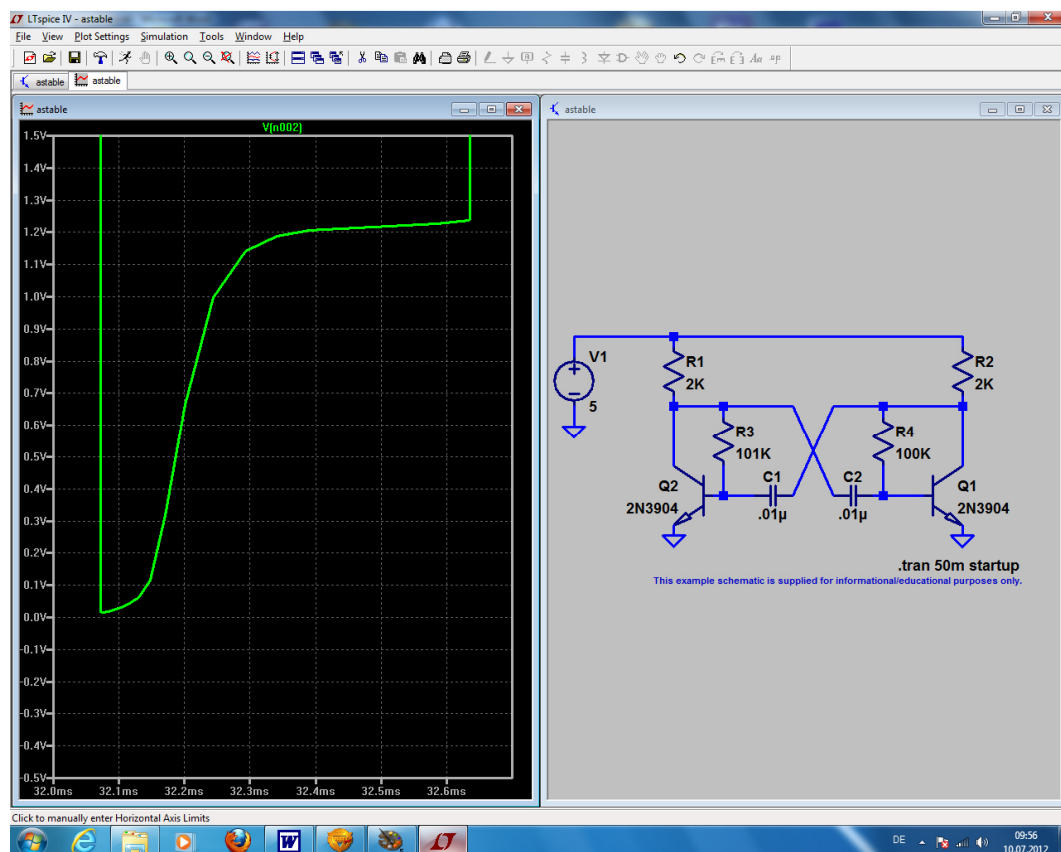 LTspice IV - astable
File View Plot Settings Simulation Tools Window Help
astable
astable
astable
V(n002)
1.5V
1.4V
1.3V
1.2V
1.1V
1.0V
0.9V
0.8V
0.7V
0.6V
0.5V
0.4V
0.3V
0.2V
0.1V
0.0V
-0.1V
-0.2V
-0.3V
-0.4V
-0.5V
32.0ms 32.1ms 32.2ms 32.3ms 32.4ms 32.5ms 32.6ms
astable
V1
5
R1
2K
R2
2K
R3
101K
R4
100K
C1
.01µ
C2
.01µ
Q2
2N3904
Q1
2N3904
.tran 50m startup
This example schematic is supplied for informational/educational purposes only.
Click to manually enter Horizontal Axis Limits
DE
09:56
10.07.2012